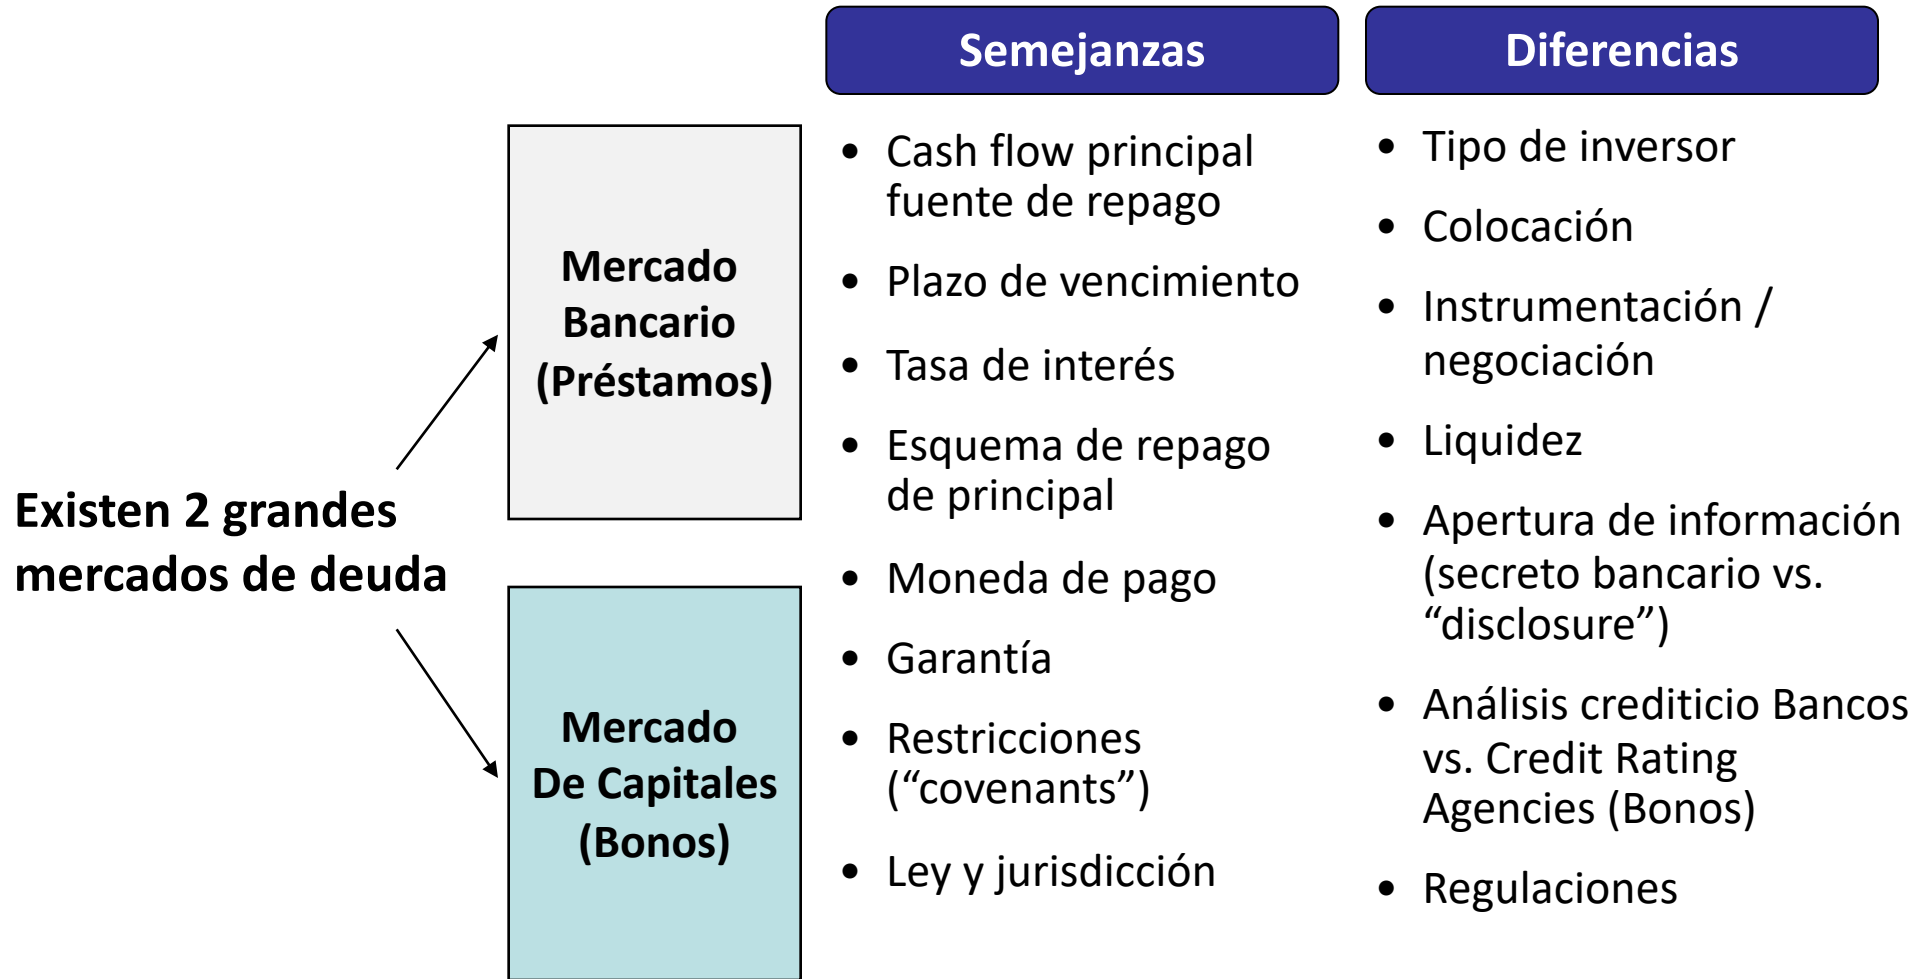 Semejanzas
Diferencias
Existen 2 grandes
mercados de deuda
Mercado
Bancario
(Préstamos)
Mercado
De Capitales
(Bonos)
• Cash flow principal
fuente de repago
• Plazo de vencimiento
• Tasa de interés
• Esquema de repago
de principal
• Moneda de pago
• Garantía
• Restricciones
(“covenants”)
• Ley y jurisdicción
• Tipo de inversor
• Colocación
• Instrumentación /
negociación
• Liquidez
• Apertura de información
(secreto bancario vs.
“disclosure”)
• Análisis crediticio Bancos
vs. Credit Rating
Agencies (Bonos)
• Regulaciones